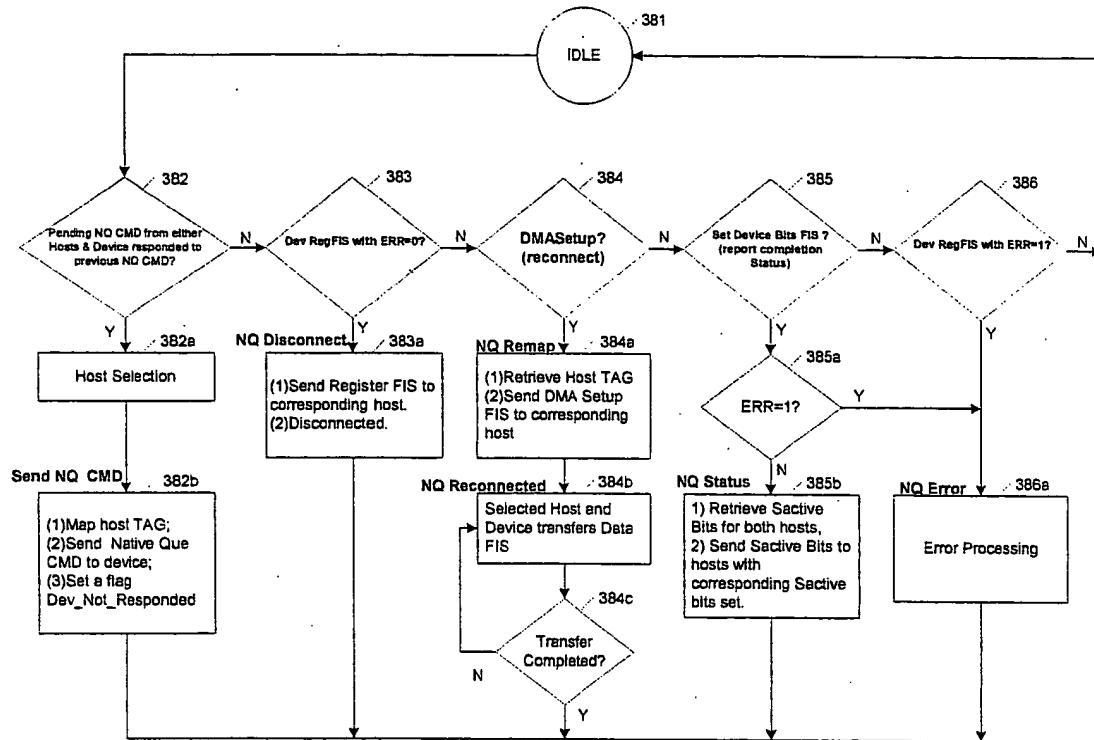 381
IDLE
382
Pending NQ CMD from either
Hosts & Device responded to
previous NQ CMD?
N
Y
383
Dev RegFIS with ERR=0?
N
Y
384
DMASetup?
(reconnect)
N
Y
385
Set Device Bits FIS ?
(report completion
Status)
N
Y
386
Dev RegFIS with ERR=1?
N
Y
382a
Host Selection
NQ Disconnect
383a
(1)Send Register FIS to
corresponding host.
(2)Disconnected.
NQ Remap
384a
(1)Retrieve Host TAG
(2)Send DMA Setup
FIS to corresponding
host
385a
ERR=1?
Y
N
Send NQ CMD
382b
(1)Map host TAG;
(2)Send Native Que
CMD to device;
(3)Set a flag
Dev_Not_Responded
NQ Reconnected
384b
Selected Host and
Device transfers Data
FIS
384c
Transfer
Completed?
N
Y
NQ Status
385b
1) Retrieve Sactive
Bits for both hosts,
2) Send Sactive Bits to
hosts with
corresponding Sactive
bits set.
NQ Error
386a
Error Processing